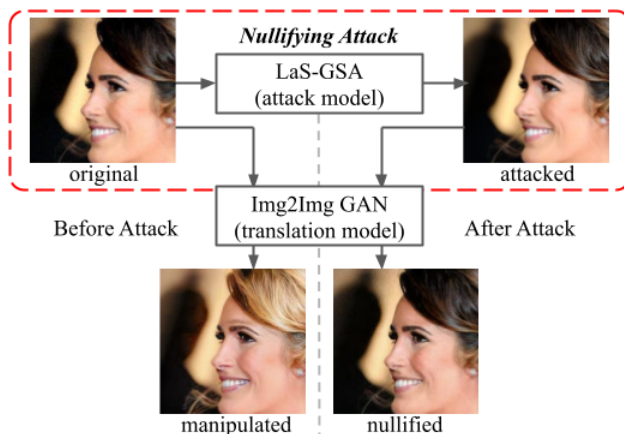 Nullifying Attack
LaS-GSA
(attack model)
original
attacked
Img2Img GAN
(translation model)
Before Attack
After Attack
manipulated
nullified